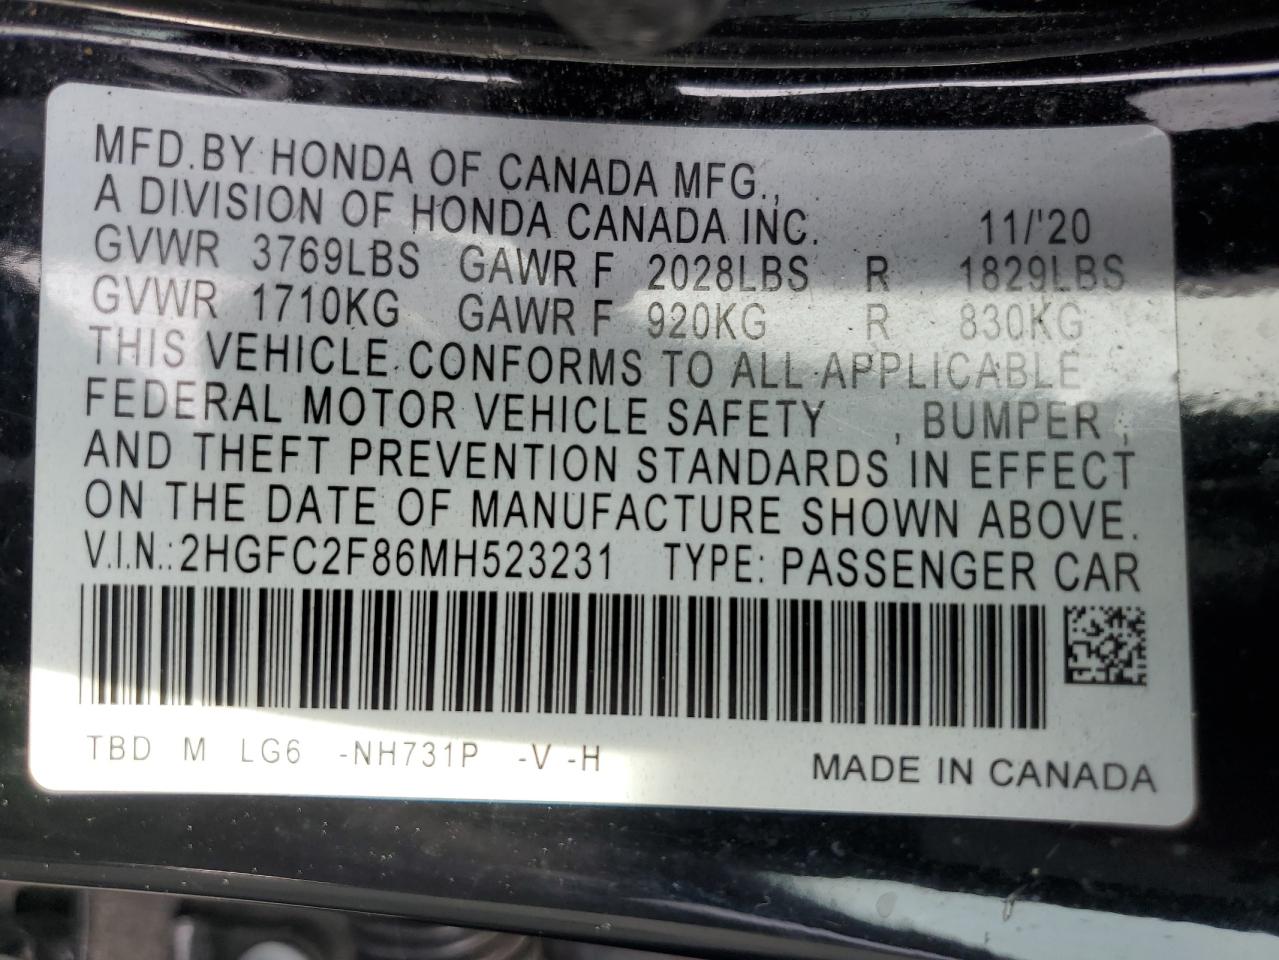 MFD.BY HONDA OF CANADA MFG.,
A DIVISION OF HONDA CANADA INC. 11/'20
GVWR 3769LBS GAWR F 2028LBS R 1829LBS
GVWR 1710KG GAWR F 920KG R 830KG
THIS VEHICLE CONFORMS TO ALL APPLICABLE
FEDERAL MOTOR VEHICLE SAFETY , BUMPER ,
AND THEFT PREVENTION STANDARDS IN EFFECT
ON THE DATE OF MANUFACTURE SHOWN ABOVE.
V.I.N.:2HGFC2F86MH523231 TYPE: PASSENGER CAR
TBD M LG6 -NH731P -V -H MADE IN CANADA